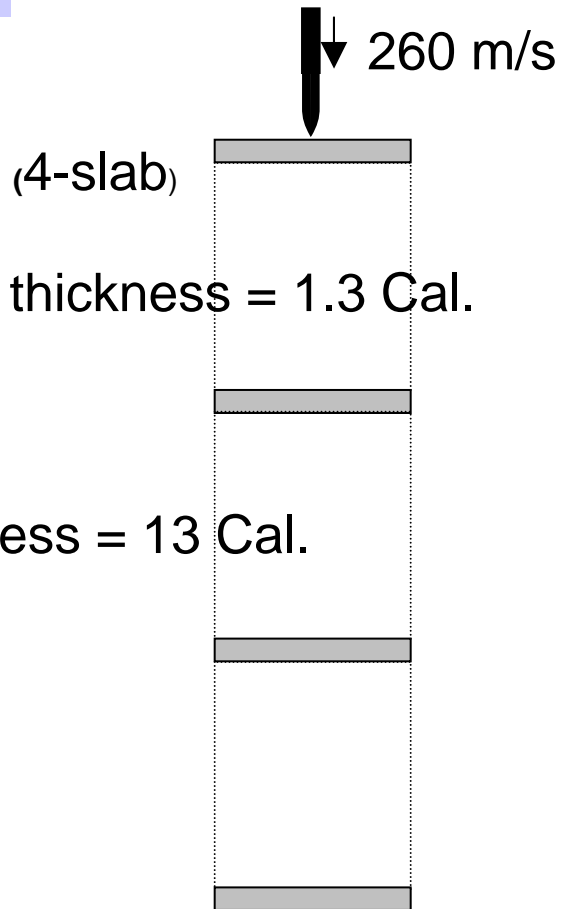 260 m/s
(4-slab)
thickness = 1.3 Cal.
ess = 13 Cal.